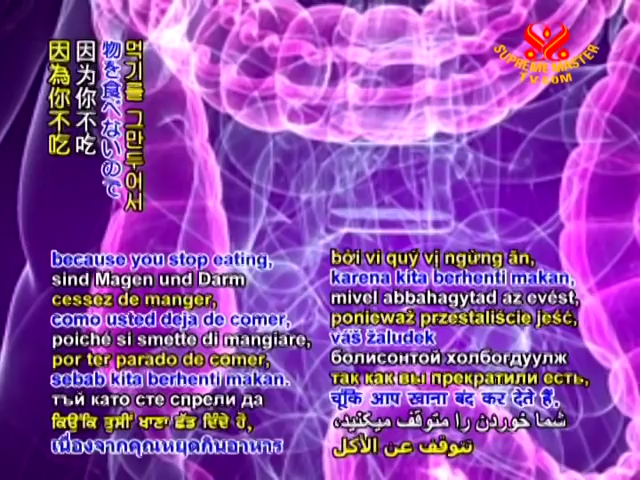 SUPREME MASTER
TV.COM
因為你不吃
因为你不吃
物を食べないので
먹기를 그만두어서
because you stop eating,
sind Magen und Darm
cessez de manger,
como usted deja de comer,
poiché si smette di mangiare,
por ter parado de comer,
sebab kita berhenti makan.
тъй като сте спрели да
ਕਿਉਂਕਿ ਤੁਸੀਂ ਖਾਣਾ ਛੱਡ ਦਿੰਦੇ ਹੋ,
เนื่องจากคุณหยุดกินอาหาร
bởi vì quý vị ngừng ăn,
karena kita berhenti makan,
mivel abbahagytad az evést,
ponieważ przestaliście jeść,
váš žaludek
болисонтой холбогдуулж
так как вы прекратили есть,
चूंकि आप खाना बंद कर देते हैं,
شما خوردن را متوقف میکنید،
تتوقف عن الأكل